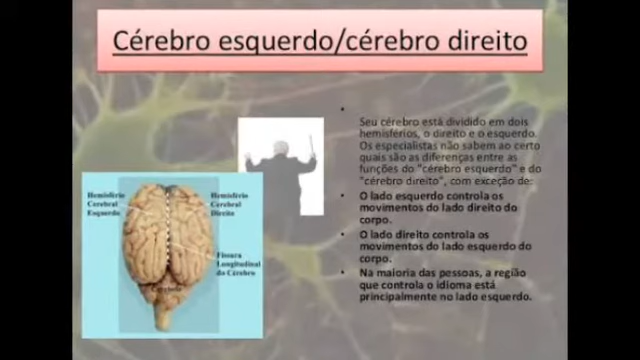 Cérebro esquerdo/cérebro direito
Seu cérebro está dividido em dois
hemisférios, o direito e o esquerdo.
Os especialistas não sabem ao certo
quais são as diferenças entre as
funções do "cérebro esquerdo" e do
"cérebro direito", com exceção de:
• O lado esquerdo controla os
movimentos do lado direito do
corpo.
• O lado direito controla os
movimentos do lado esquerdo do
corpo.
• Na maioria das pessoas, a região
que controla o idioma está
principalmente no lado esquerdo.
Hemisfério
Cerebral
Esquerdo
Hemisfério
Cerebral
Direito
Fissura
Longitudinal
do Cérebro
Cerebelo